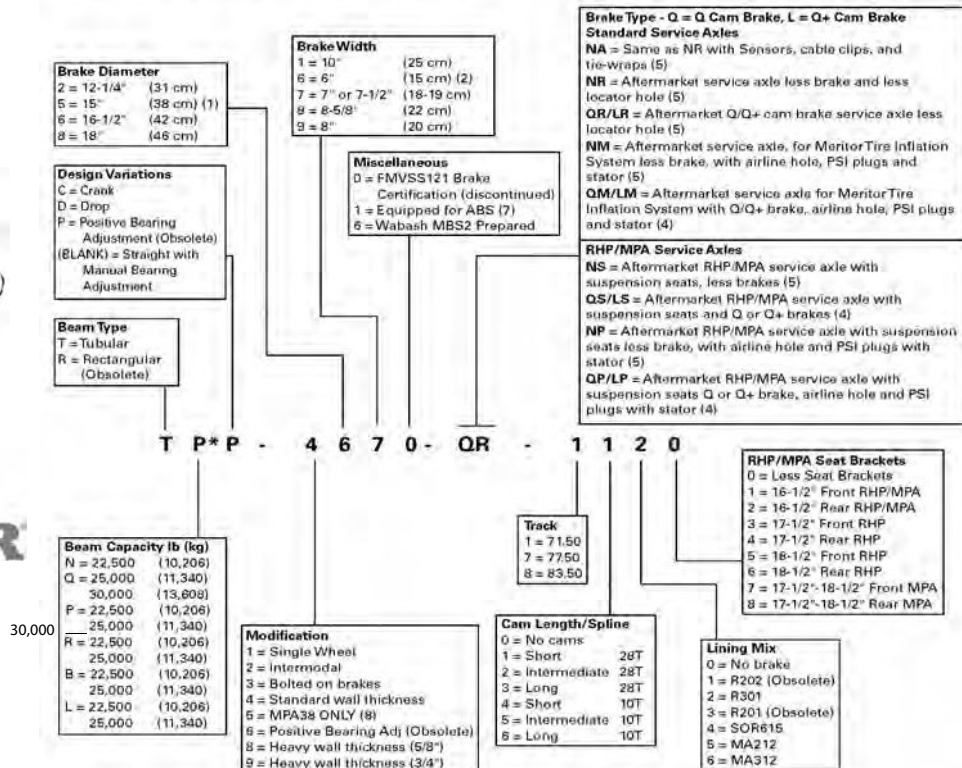 Brake Type - Q = Q Cam Brake, L = Q+ Cam Brake
Standard Service Axles
NA = Same as NR with Sensors, cable clips, and
tie-wraps (5)
NR = Aftermarket service axle less brake and less
locator hole (5)
QR/LR = Aftermarket Q/Q+ cam brake service axle less
locator hole (5)
NM = Aftermarket service axle, for Meritor Tire Inflation
System less brake, with airline hole, PSI plugs and
stator (5)
QM/LM = Aftermarket service axle for Meritor Tire
Inflation System with Q/Q+ brake, airline hole, PSI plugs
and stator (4)
RHP/MPA Service Axles
NS = Aftermarket RHP/MPA service axle with
suspension seats, less brakes (5)
QS/LS = Aftermarket RHP/MPA service axle with
suspension seats and Q or Q+ brakes (4)
NP = Aftermarket RHP/MPA service axle with suspension
seats less brake, with airline hole and PSI plugs with
stator (5)
QP/LP = Aftermarket RHP/MPA service axle with
suspension seats Q or Q+ brake, airline hole and PSI
plugs with stator (4)
Brake Width
1 = 10" (25 cm)
6 = 6" (15 cm) (2)
7 = 7" or 7-1/2" (18-19 cm)
8 = 8-5/8" (22 cm)
9 = 8" (20 cm)
Brake Diameter
2 = 12-1/4" (31 cm)
5 = 15" (38 cm) (1)
6 = 16-1/2" (42 cm)
8 = 18" (46 cm)
Miscellaneous
0 = FMVSS121 Brake
Certification (discontinued)
1 = Equipped for ABS (7)
6 = Wabash MBS2 Prepared
Design Variations
C = Crank
D = Drop
P = Positive Bearing
Adjustment (Obsolete)
(BLANK) = Straight with
Manual Bearing
Adjustment
Beam Type
T = Tubular
R = Rectangular
(Obsolete)
T P* P - 4 6 7 0 - QR - 1 1 2 0
RHP/MPA Seat Brackets
0 = Less Seat Brackets
1 = 16-1/2" Front RHP/MPA
2 = 16-1/2" Rear RHP/MPA
3 = 17-1/2" Front RHP
4 = 17-1/2" Rear RHP
5 = 18-1/2" Front RHP
6 = 18-1/2" Rear RHP
7 = 17-1/2"-18-1/2" Front MPA
8 = 17-1/2"-18-1/2" Rear MPA
Track
1 = 71.50
7 = 77.50
8 = 83.50
Beam Capacity lb (kg)
N = 22,500 (10,206)
Q = 25,000 (11,340)
30,000 (13,608)
P = 22,500 (10,206)
30,000 25,000 (11,340)
R = 22,500 (10,206)
25,000 (11,340)
B = 22,500 (10,206)
25,000 (11,340)
L = 22,500 (10,206)
25,000 (11,340)
Modification
1 = Single Wheel
2 = Intermodal
3 = Bolted on brakes
4 = Standard wall thickness
5 = MPA38 ONLY (8)
6 = Positive Bearing Adj (Obsolete)
8 = Heavy wall thickness (5/8")
9 = Heavy wall thickness (3/4")
Cam Length/Spline
0 = No cams
1 = Short 28T
2 = Intermediate 28T
3 = Long 28T
4 = Short 10T
5 = Intermediate 10T
6 = Long 10T
Lining Mix
0 = No brake
1 = R202 (Obsolete)
2 = R301
3 = R201 (Obsolete)
4 = SOR615
5 = MA212
6 = MA312